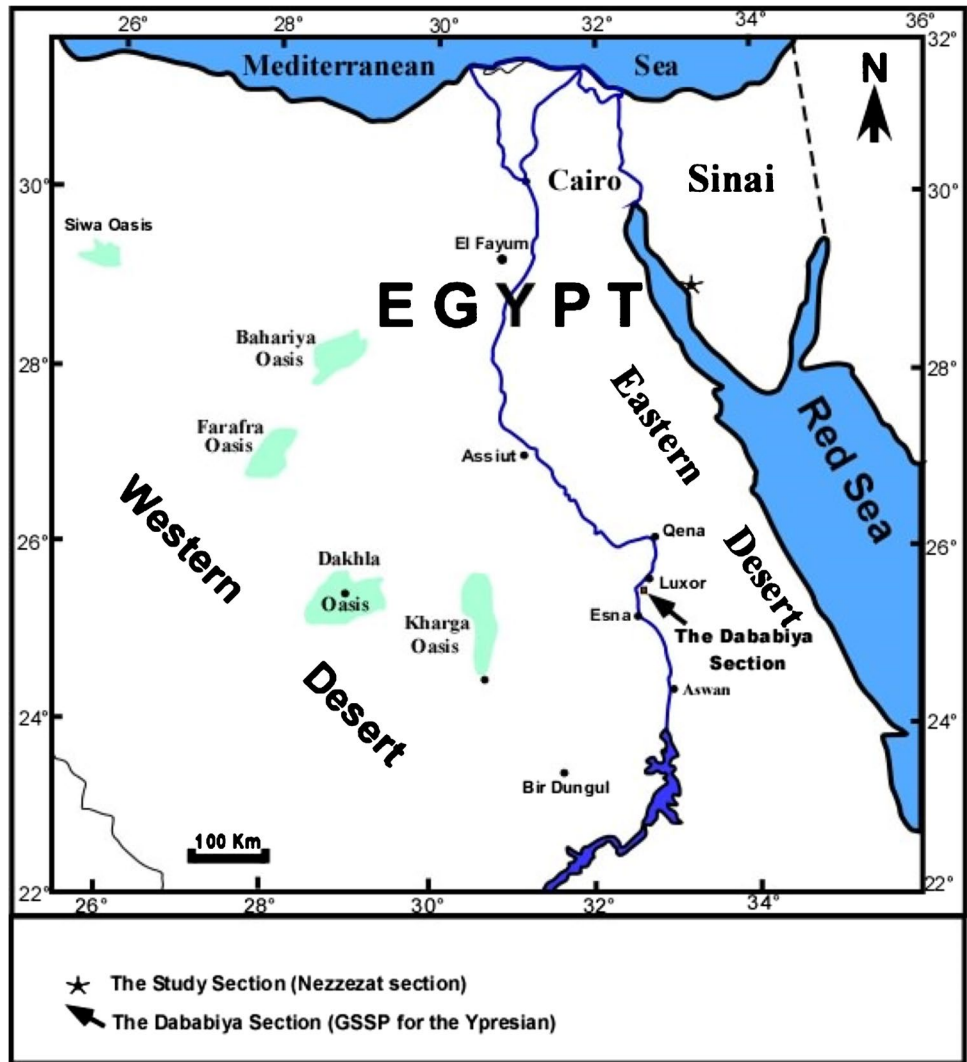 26°
28°
30°
32°
34°
36°
32°
Mediterranean
Sea
N
30°
Cairo
Sinai
30°
Siwa Oasis
El Fayum
EGYPT
Bahariya
Oasis
28°
28°
Eastern
Desert
Red Sea
Farafra
Oasis
Assiut
Western
Desert
26°
Qena
26°
Dakhla
Oasis
Luxor
Kharga
Oasis
Esna
The Dababiya
Section
Aswan
24°
24°
Bir Dungul
100 Km
22°
22°
26°
28°
30°
32°
34°
The Study Section (Nezzezat section)
The Dababiya Section (GSSP for the Ypresian)